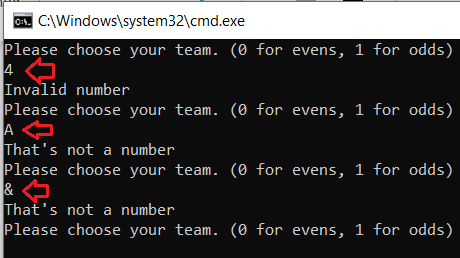 C:\Windows\system32\cmd.exe
Please choose your team. (0 for evens, 1 for odds)
4
Invalid number
Please choose your team. (0 for evens, 1 for odds)
A
That's not a number
Please choose your team. (0 for evens, 1 for odds)
&
That's not a number
Please choose your team. (0 for evens, 1 for odds)